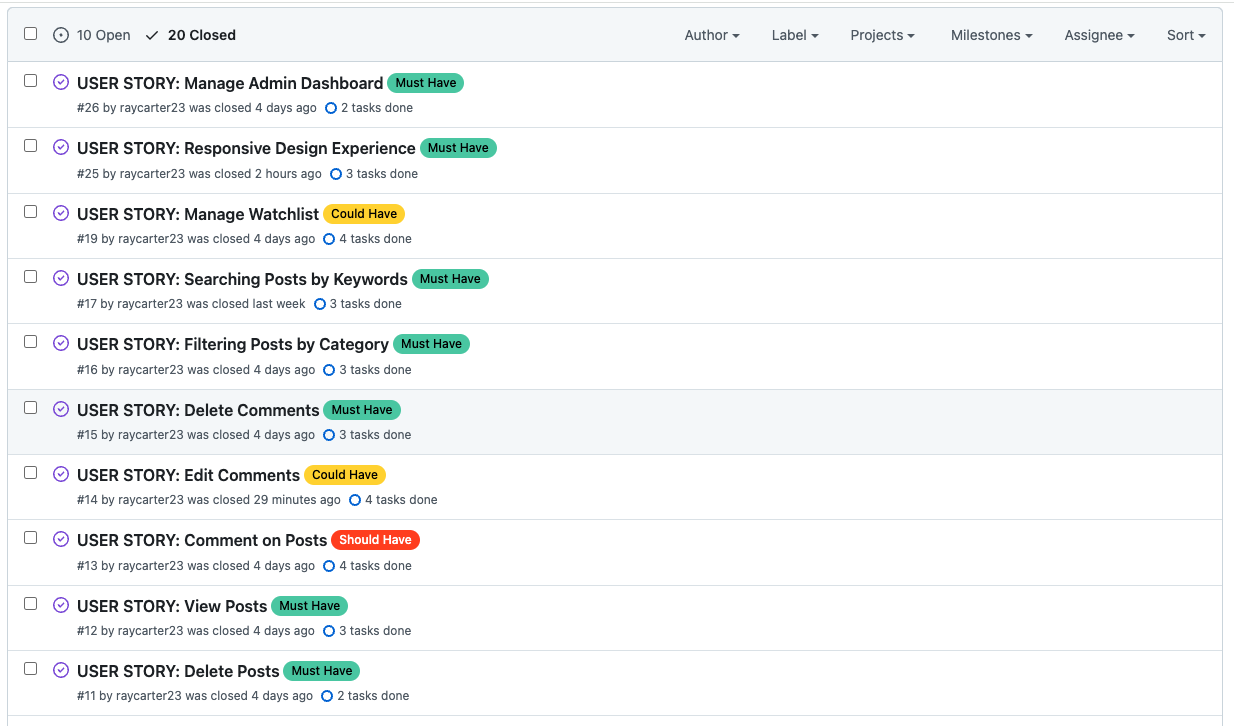 10 Open 20 Closed Author Label Projects Milestones Assignee Sort
USER STORY: Manage Admin Dashboard Must Have
#26 by raycarter23 was closed 4 days ago 2 tasks done
USER STORY: Responsive Design Experience Must Have
#25 by raycarter23 was closed 2 hours ago 3 tasks done
USER STORY: Manage Watchlist Could Have
#19 by raycarter23 was closed 4 days ago 4 tasks done
USER STORY: Searching Posts by Keywords Must Have
#17 by raycarter23 was closed last week 3 tasks done
USER STORY: Filtering Posts by Category Must Have
#16 by raycarter23 was closed 4 days ago 3 tasks done
USER STORY: Delete Comments Must Have
#15 by raycarter23 was closed 4 days ago 3 tasks done
USER STORY: Edit Comments Could Have
#14 by raycarter23 was closed 29 minutes ago 4 tasks done
USER STORY: Comment on Posts Should Have
#13 by raycarter23 was closed 4 days ago 4 tasks done
USER STORY: View Posts Must Have
#12 by raycarter23 was closed 4 days ago 3 tasks done
USER STORY: Delete Posts Must Have
#11 by raycarter23 was closed 4 days ago 2 tasks done